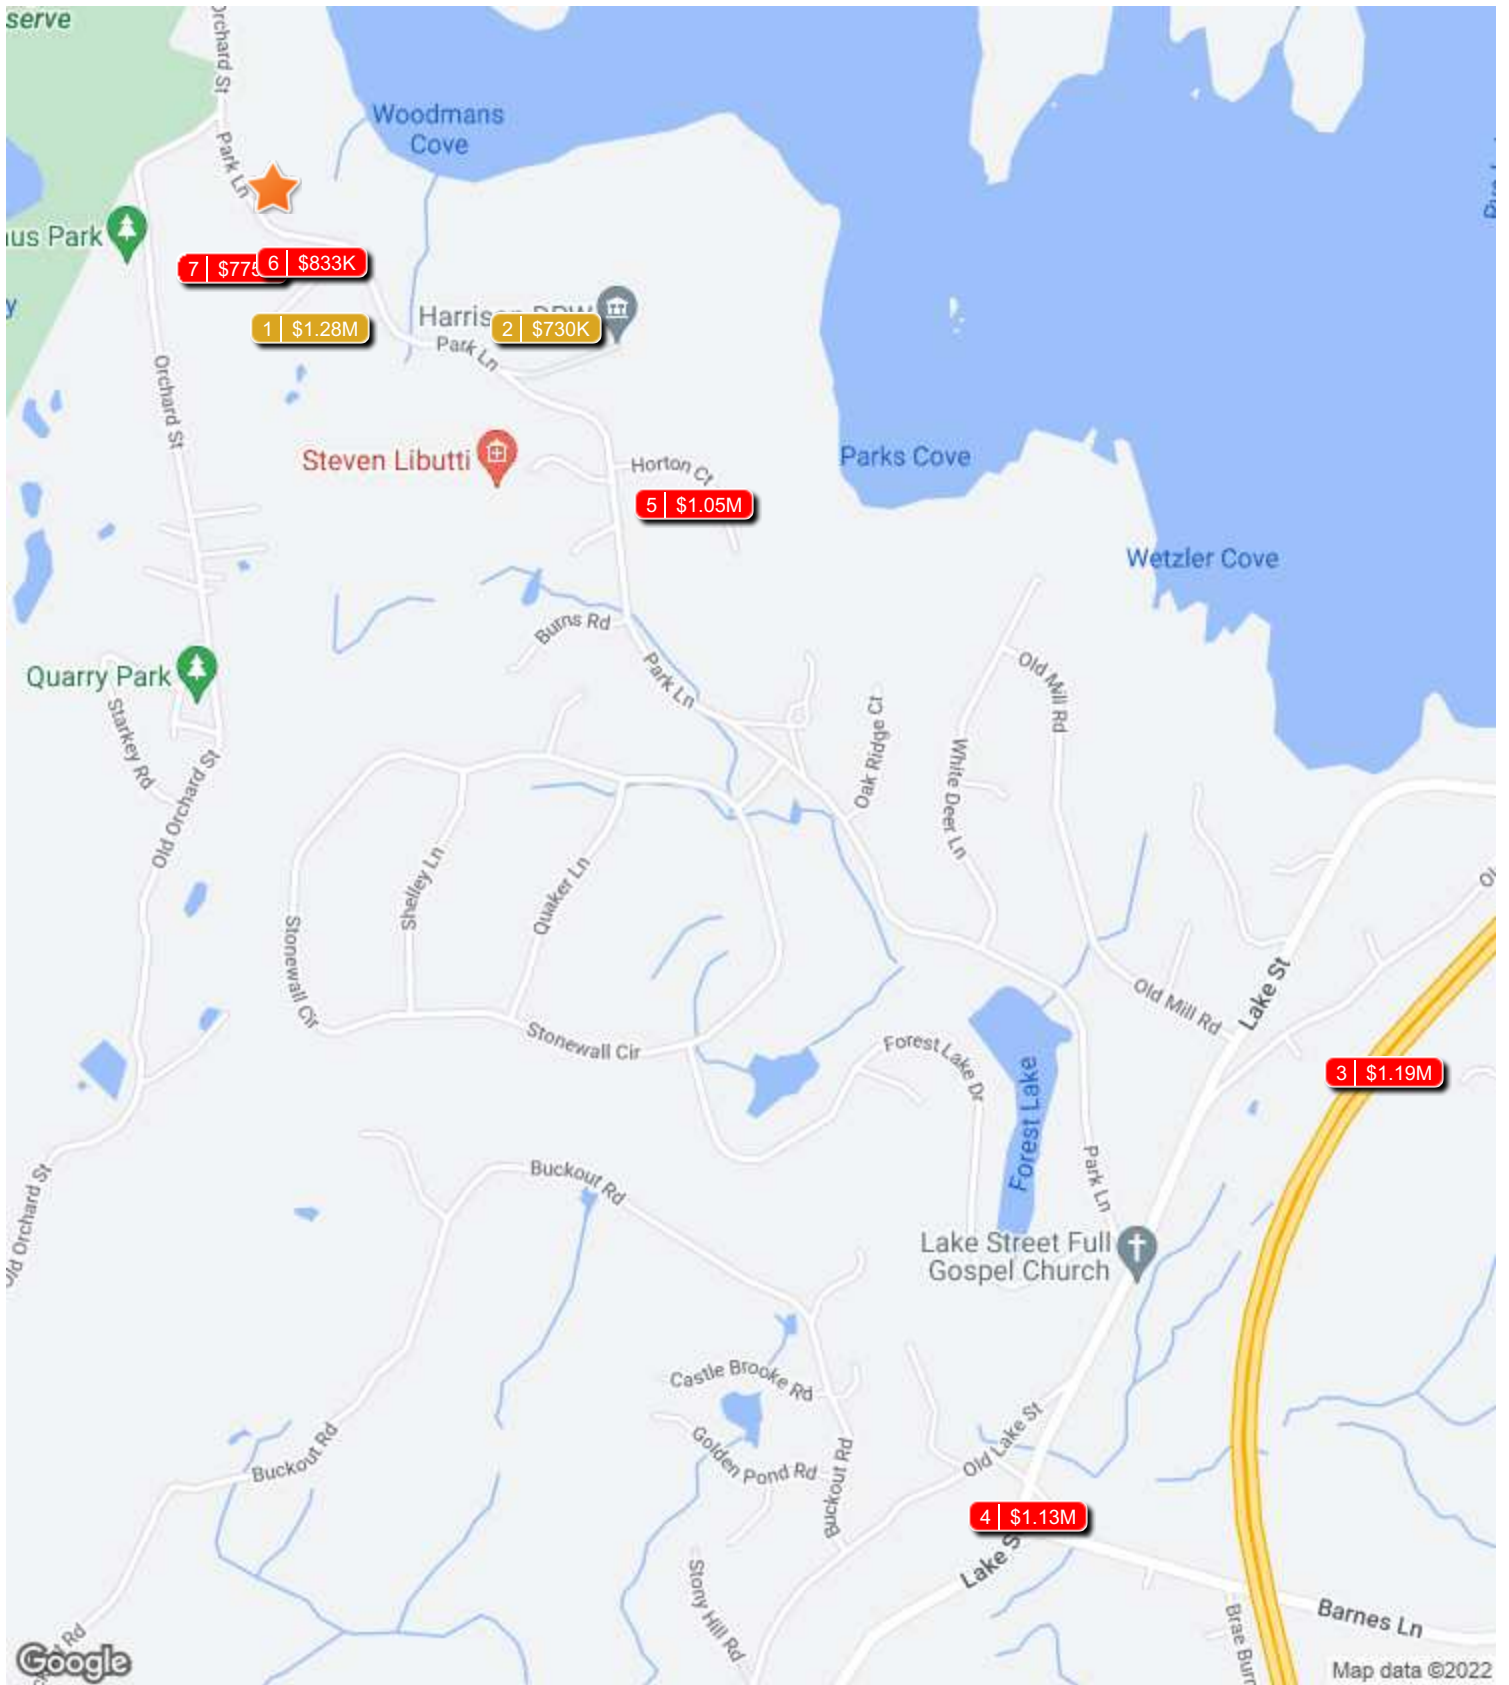 serve
Orchard St
Woodmans
Cove
Park Ln
us Park
7 $775
6 $833K
1 $1.28M
Harris
2 $730K
Park Ln
y
Orchard St
Steven Libutti
Horton Ct
5 $1.05M
Parks Cove
Wetzler Cove
Burns Rd
Quarry Park
Park Ln
Old Mill Rd
Starkey Rd
Oak Ridge Ct
White Deer Ln
Old Orchard St
Shelley Ln
Quaker Ln
Ol
Stonewall Cir
Old Mill Rd
Lake St
Stonewall Cir
Forest Lake Dr
Forest Lake
3 $1.19M
Old Orchard St
Buckout Rd
Park Ln
Lake Street Full
Gospel Church
Castle Brooke Rd
Golden Pond Rd
Buckout Rd
Old Lake St
Buckout Rd
4 $1.13M
Lake S
Stony Hill Rd
Barnes Ln
Brae Burn
Rd
Google
Map data ©2022